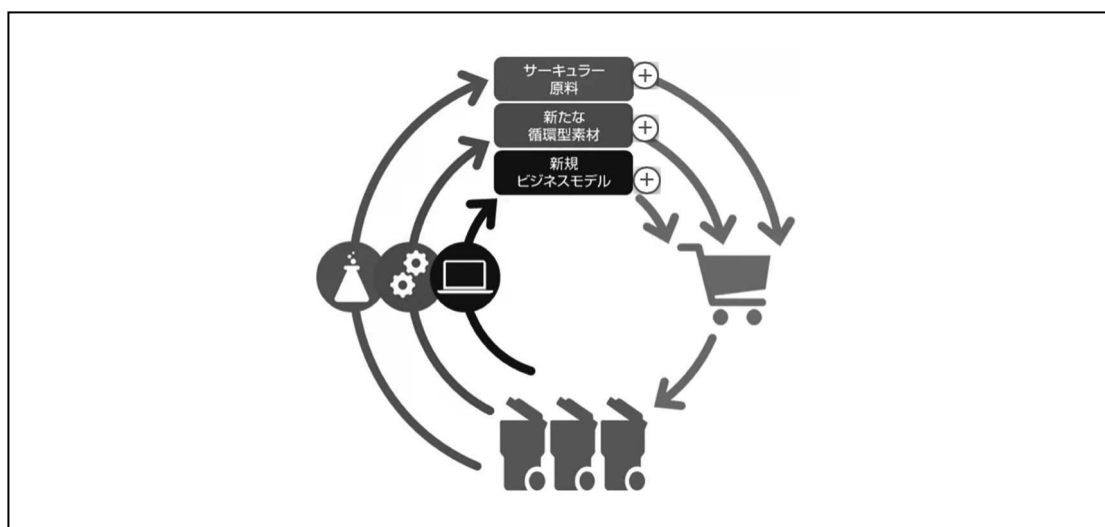 サーキュラー
原料
新たな
循環型素材
新規
ビジネスモデル